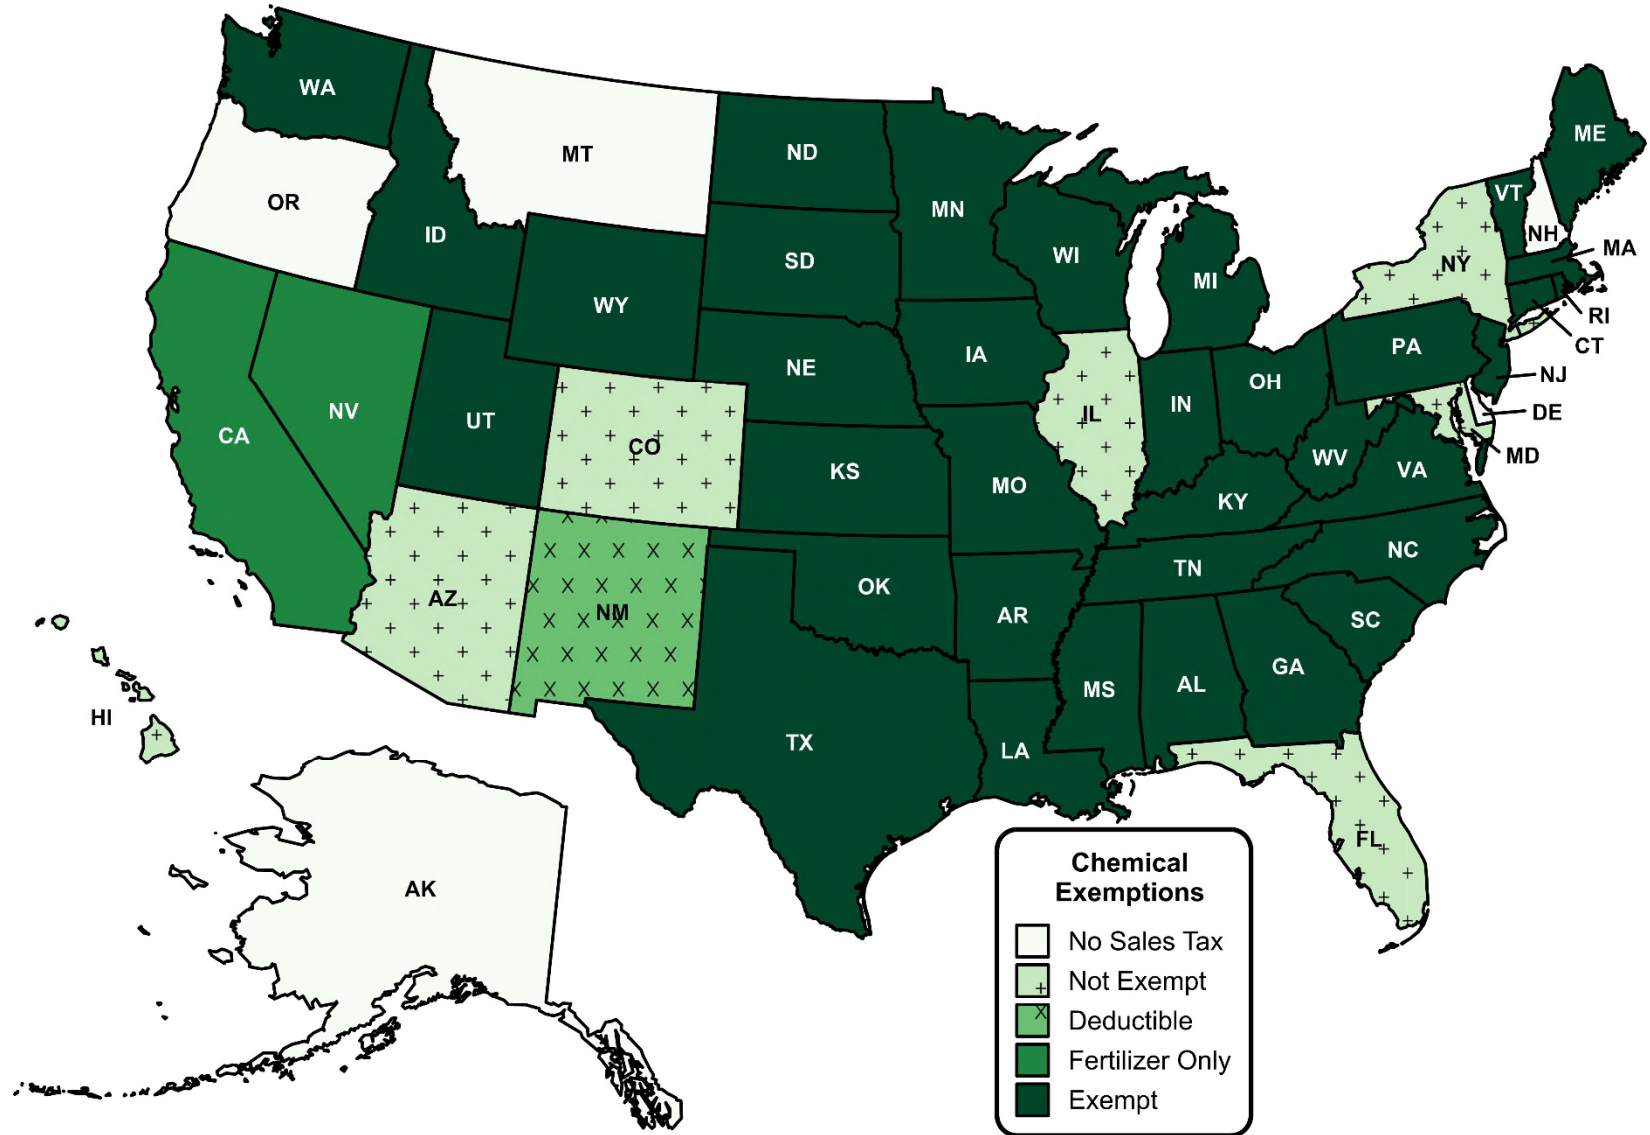 WA
OR
MT
ID
ND
MN
SD
WY
WI
MI
ME
VT
NH
NY
MA
RI
CT
PA
NJ
DE
MD
CA
NV
UT
CO
NE
IA
IL
IN
OH
WV
VA
KS
MO
KY
NC
TN
SC
AZ
NM
OK
AR
MS
AL
GA
TX
LA
FL
HI
AK
Chemical
Exemptions
No Sales Tax
Not Exempt
Deductible
Fertilizer Only
Exempt